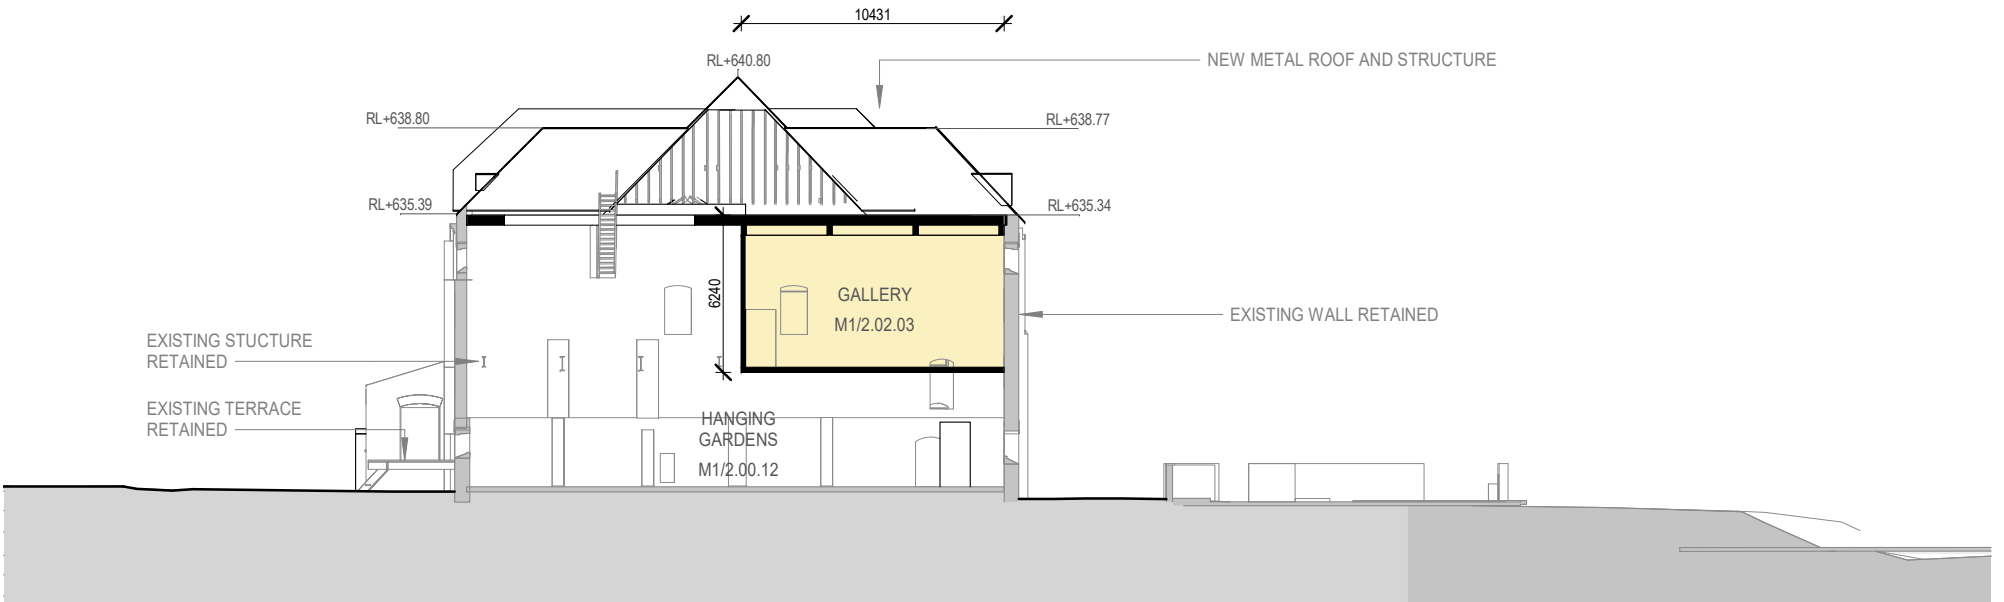 10431
RL+640.80
NEW METAL ROOF AND STRUCTURE
RL+638.80
RL+638.77
RL+635.39
RL+635.34
6240
GALLERY
M1/2.02.03
EXISTING WALL RETAINED
EXISTING STUCTURE
RETAINED
EXISTING TERRACE
RETAINED
HANGING
GARDENS
M1/2.00.12